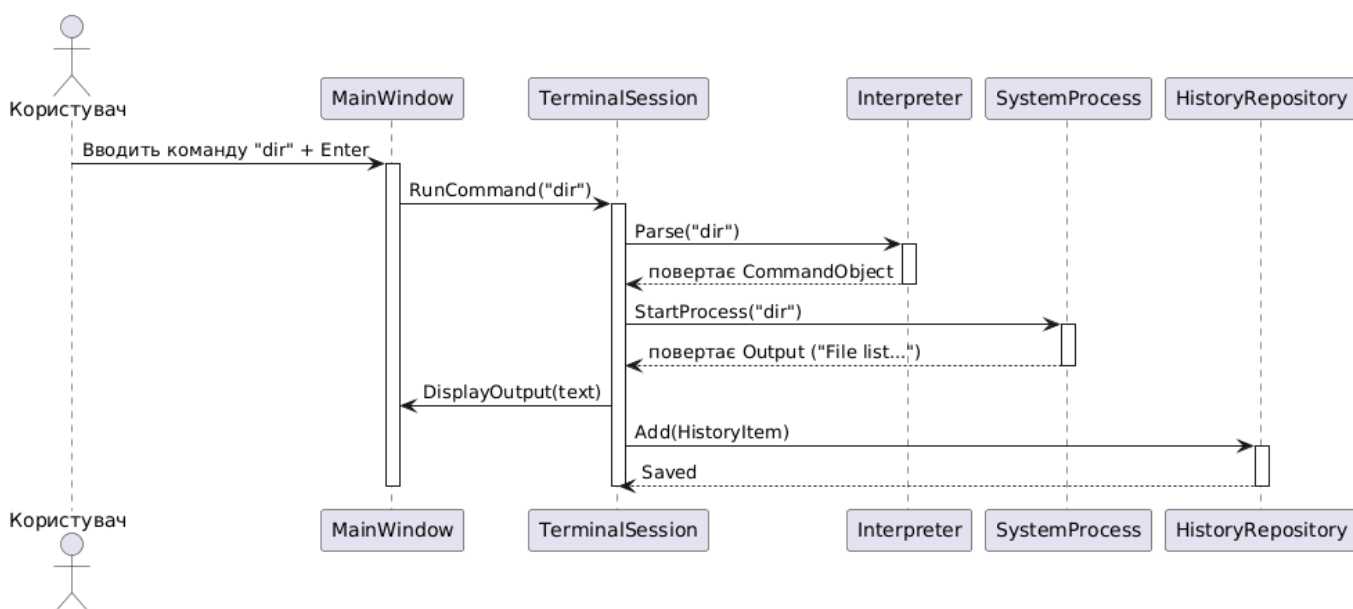 Користувач
MainWindow
TerminalSession
Interpreter
SystemProcess
HistoryRepository
Вводить команду "dir" + Enter
RunCommand("dir")
Parse("dir")
повертає CommandObject
StartProcess("dir")
повертає Output ("File list...")
DisplayOutput(text)
Add(HistoryItem)
Saved
Користувач
MainWindow
TerminalSession
Interpreter
SystemProcess
HistoryRepository